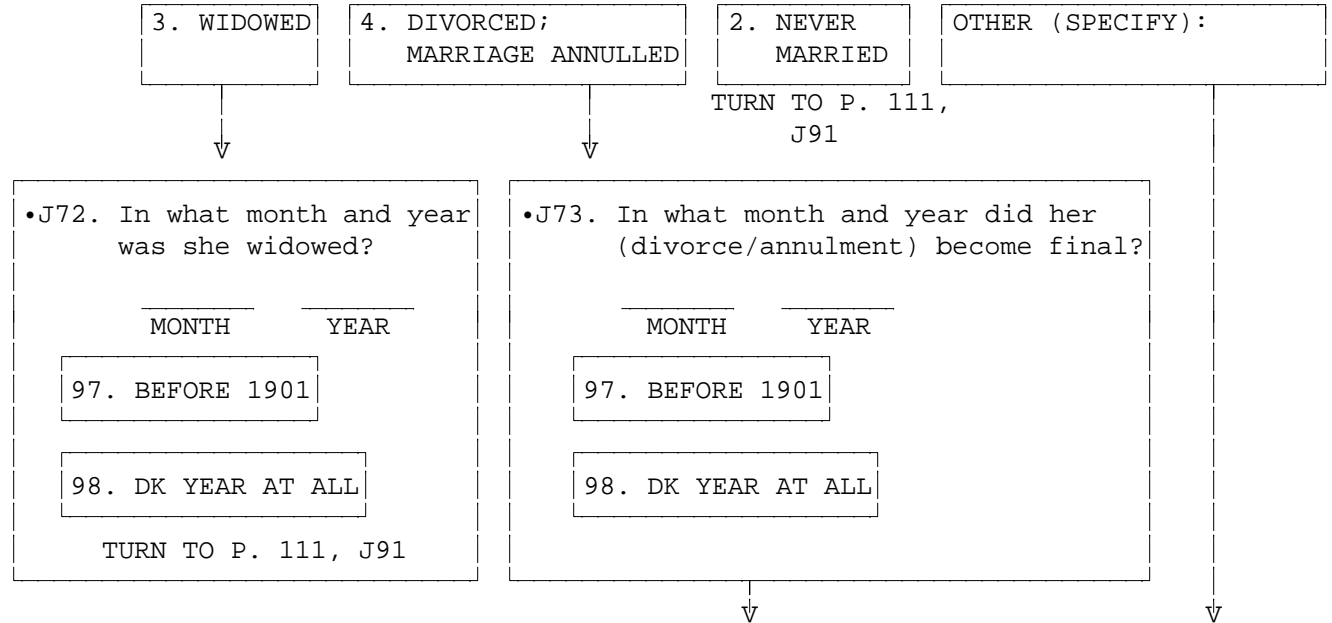 3. WIDOWED
4. DIVORCED;
MARRIAGE ANNULLED
2. NEVER
MARRIED
OTHER (SPECIFY):
TURN TO P. 111,
J91
•J72. In what month and year
was she widowed?
MONTH YEAR
97. BEFORE 1901
98. DK YEAR AT ALL
TURN TO P. 111, J91
•J73. In what month and year did her
(divorce/annulment) become final?
MONTH YEAR
97. BEFORE 1901
98. DK YEAR AT ALL